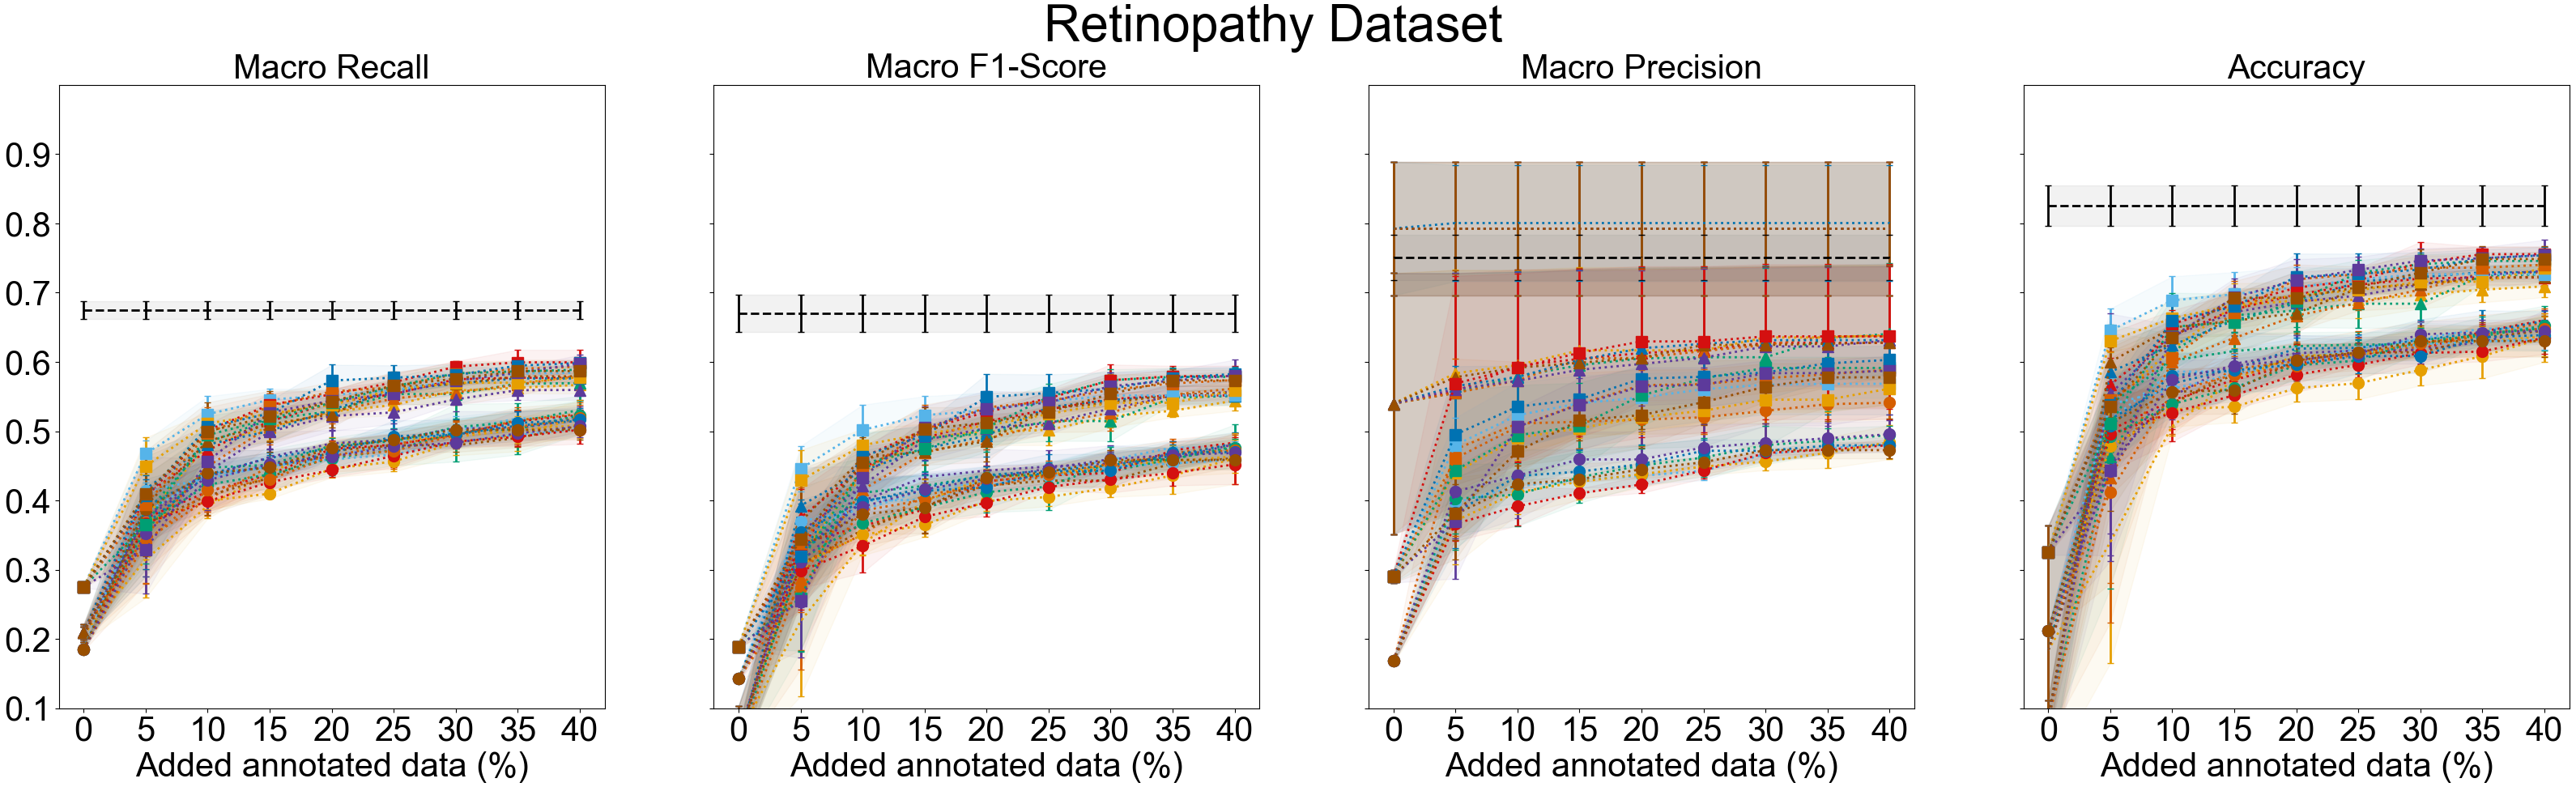 Retinopathy Dataset
Macro Recall
Macro F1-Score
Macro Precision
Accuracy
0.9
0.8
0.7
0.6
0.5
0.4
0.3
0.2
0.1
0 5 10 15 20 25 30 35 40
0 5 10 15 20 25 30 35 40
0 5 10 15 20 25 30 35 40
0 5 10 15 20 25 30 35 40
Added annotated data (%)
Added annotated data (%)
Added annotated data (%)
Added annotated data (%)